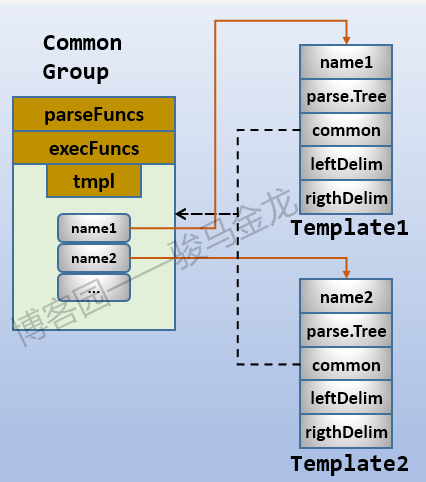 Common
Group
parseFuncs
execFuncs
tmpl
name1
name2
...
name1
parse.Tree
common
leftDelim
rigthDelim
Template1
name2
parse.Tree
common
leftDelim
rigthDelim
Template2
博客园——骏马金龙